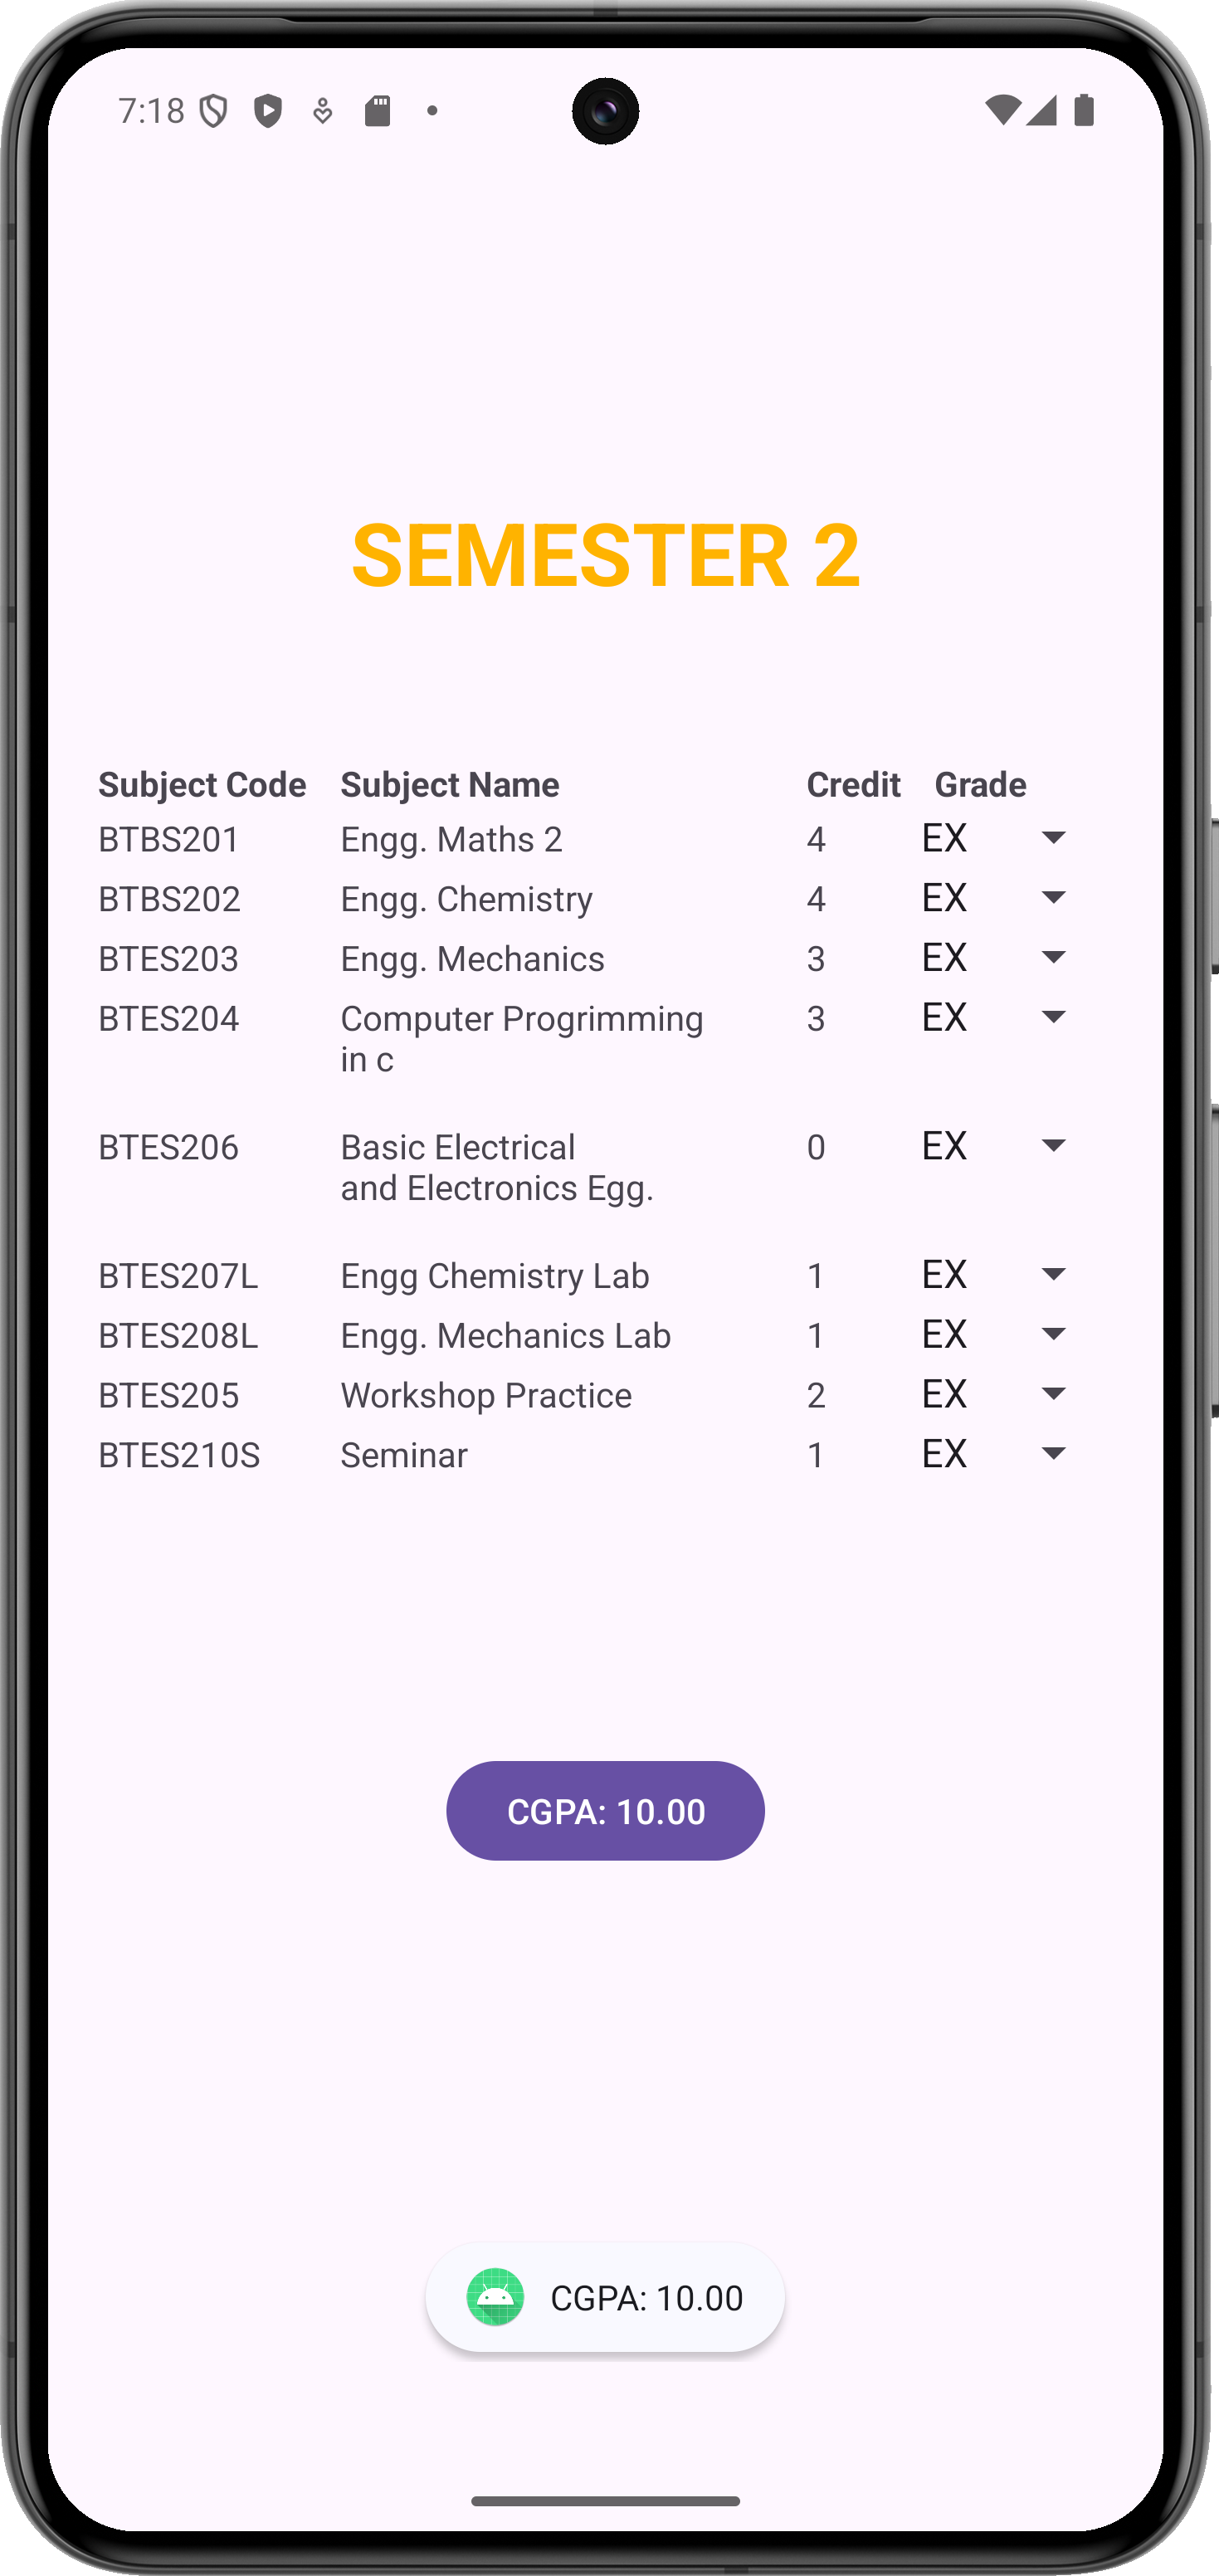 7:18
SEMESTER 2
Subject Code Subject Name Credit Grade
BTBS201 Engg. Maths 2 4 EX
BTBS202 Engg. Chemistry 4 EX
BTES203 Engg. Mechanics 3 EX
BTES204 Computer Progrimming 3 EX
in c
BTES206 Basic Electrical 0 EX
and Electronics Egg.
BTES207L Engg Chemistry Lab 1 EX
BTES208L Engg. Mechanics Lab 1 EX
BTES205 Workshop Practice 2 EX
BTES210S Seminar 1 EX
CGPA: 10.00
CGPA: 10.00